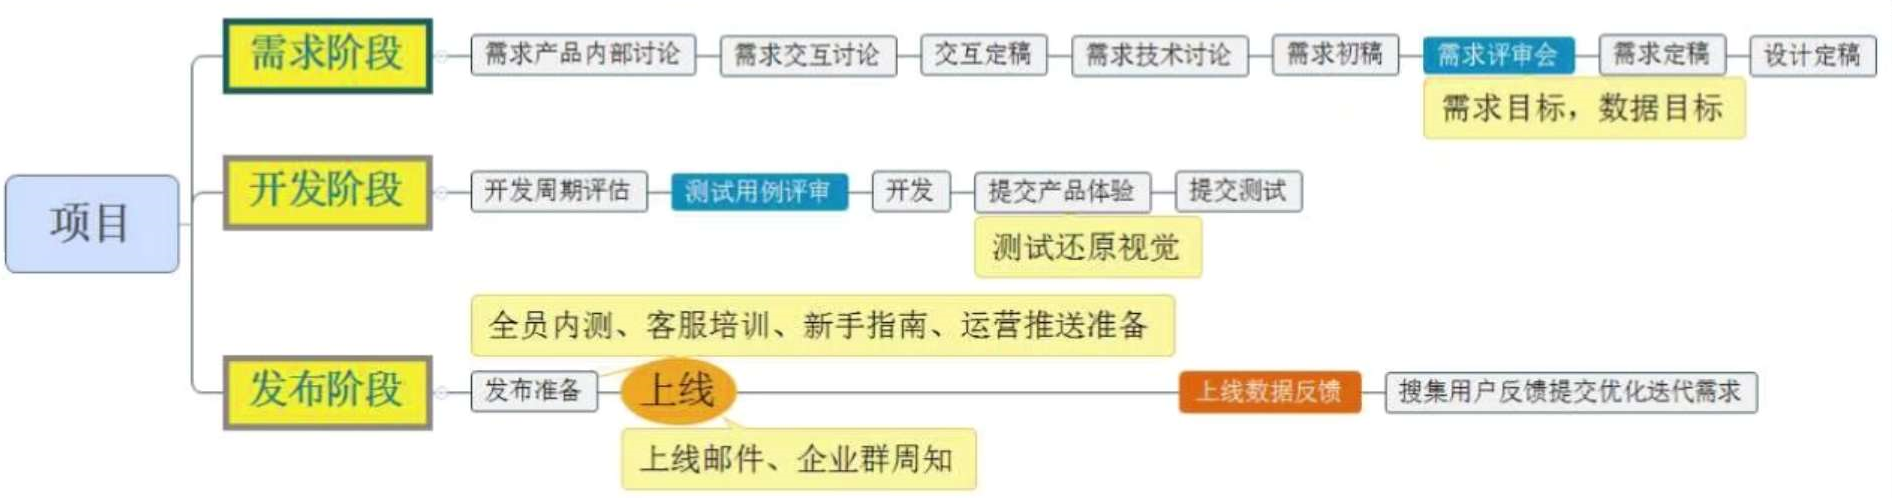 项目
需求阶段
需求产品内部讨论
需求交互讨论
交互定稿
需求技术讨论
需求初稿
需求评审会
需求定稿
设计定稿
需求目标，数据目标
开发阶段
开发周期评估
测试用例评审
开发
提交产品体验
提交测试
测试还原视觉
全员内测、客服培训、新手指南、运营推送准备
发布阶段
发布准备
上线
上线数据反馈
搜集用户反馈提交优化迭代需求
上线邮件、企业群周知